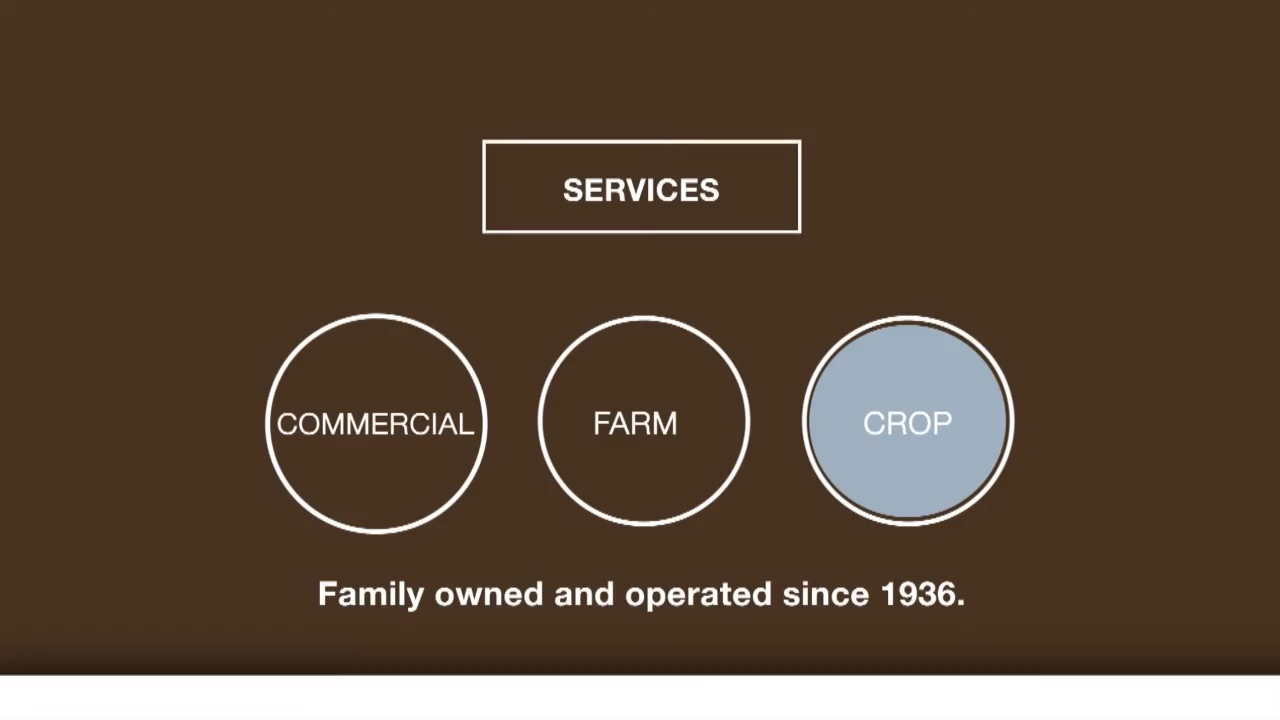 SERVICES
COMMERCIAL FARM CROP
Family owned and operated since 1936.